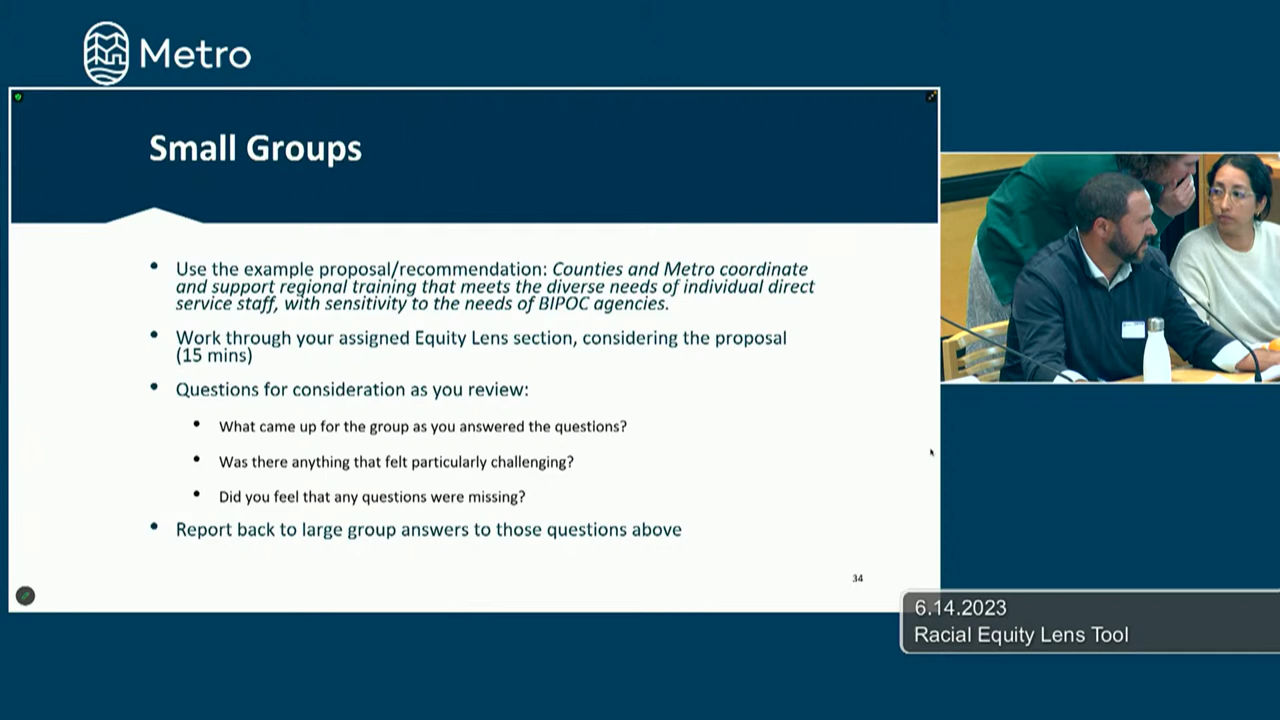 Metro
Small Groups
• Use the example proposal/recommendation: Counties and Metro coordinate
and support regional training that meets the diverse needs of individual direct
service staff, with sensitivity to the needs of BIPOC agencies.
• Work through your assigned Equity Lens section, considering the proposal
(15 mins)
• Questions for consideration as you review:
• What came up for the group as you answered the questions?
• Was there anything that felt particularly challenging?
• Did you feel that any questions were missing?
• Report back to large group answers to those questions above
34
6.14.2023
Racial Equity Lens Tool